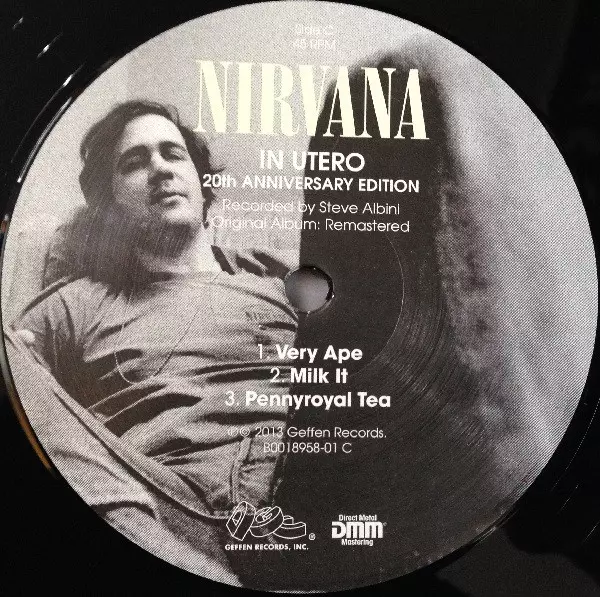 Side C
45 RPM
NIRVANA
IN UTERO
20th ANNIVERSARY EDITION
Recorded by Steve Albini
Original Album: Remastered
NIRVANA
1. Very Ape
2. Milk It
3. Pennyroyal Tea
℗© 2013 Geffen Records.
B0018958-01 C
®
GEFFEN RECORDS, INC.
Direct Metal
DMM
Mastering